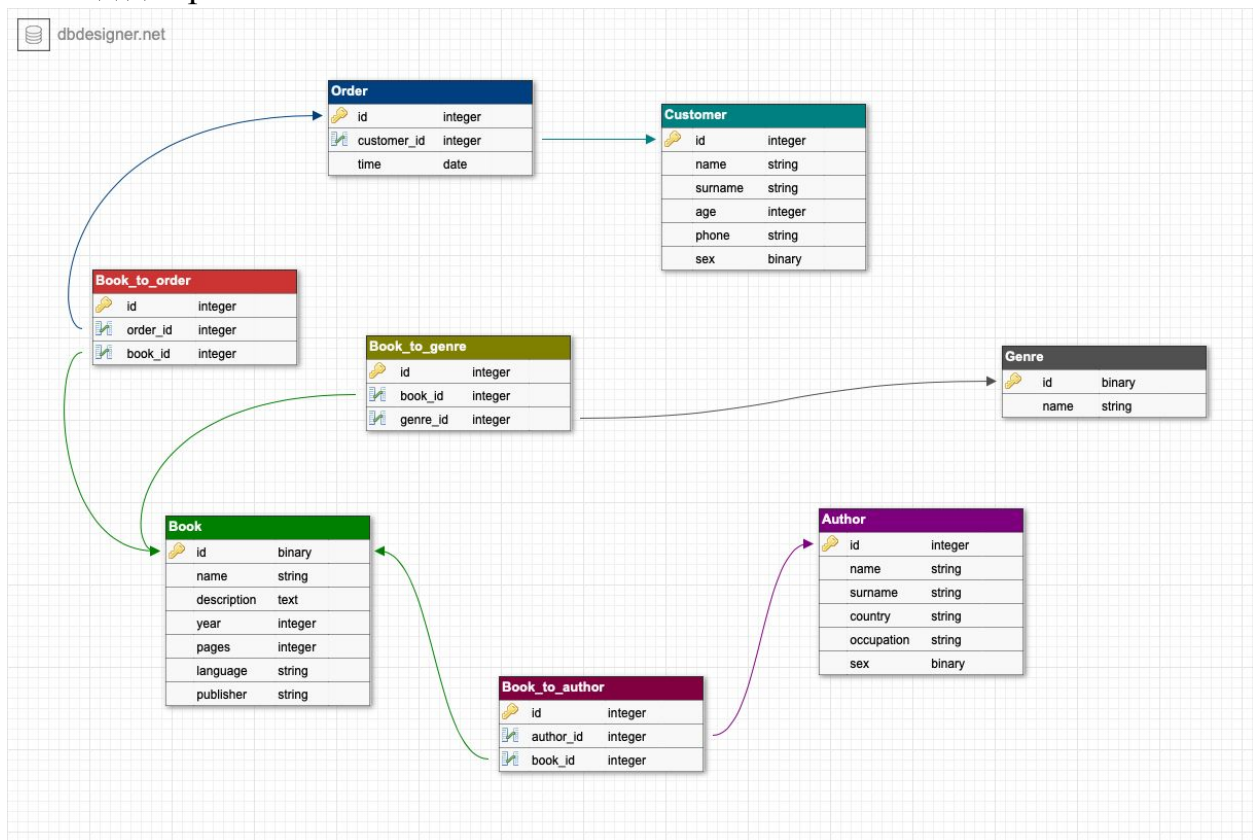 dbdesigner.net
Order
id integer
customer_id integer
time date
Customer
id integer
name string
surname string
age integer
phone string
sex binary
Book_to_order
id integer
order_id integer
book_id integer
Book_to_genre
id integer
book_id integer
genre_id integer
Genre
id binary
name string
Book
id binary
name string
description text
year integer
pages integer
language string
publisher string
Author
id integer
name string
surname string
country string
occupation string
sex binary
Book_to_author
id integer
author_id integer
book_id integer